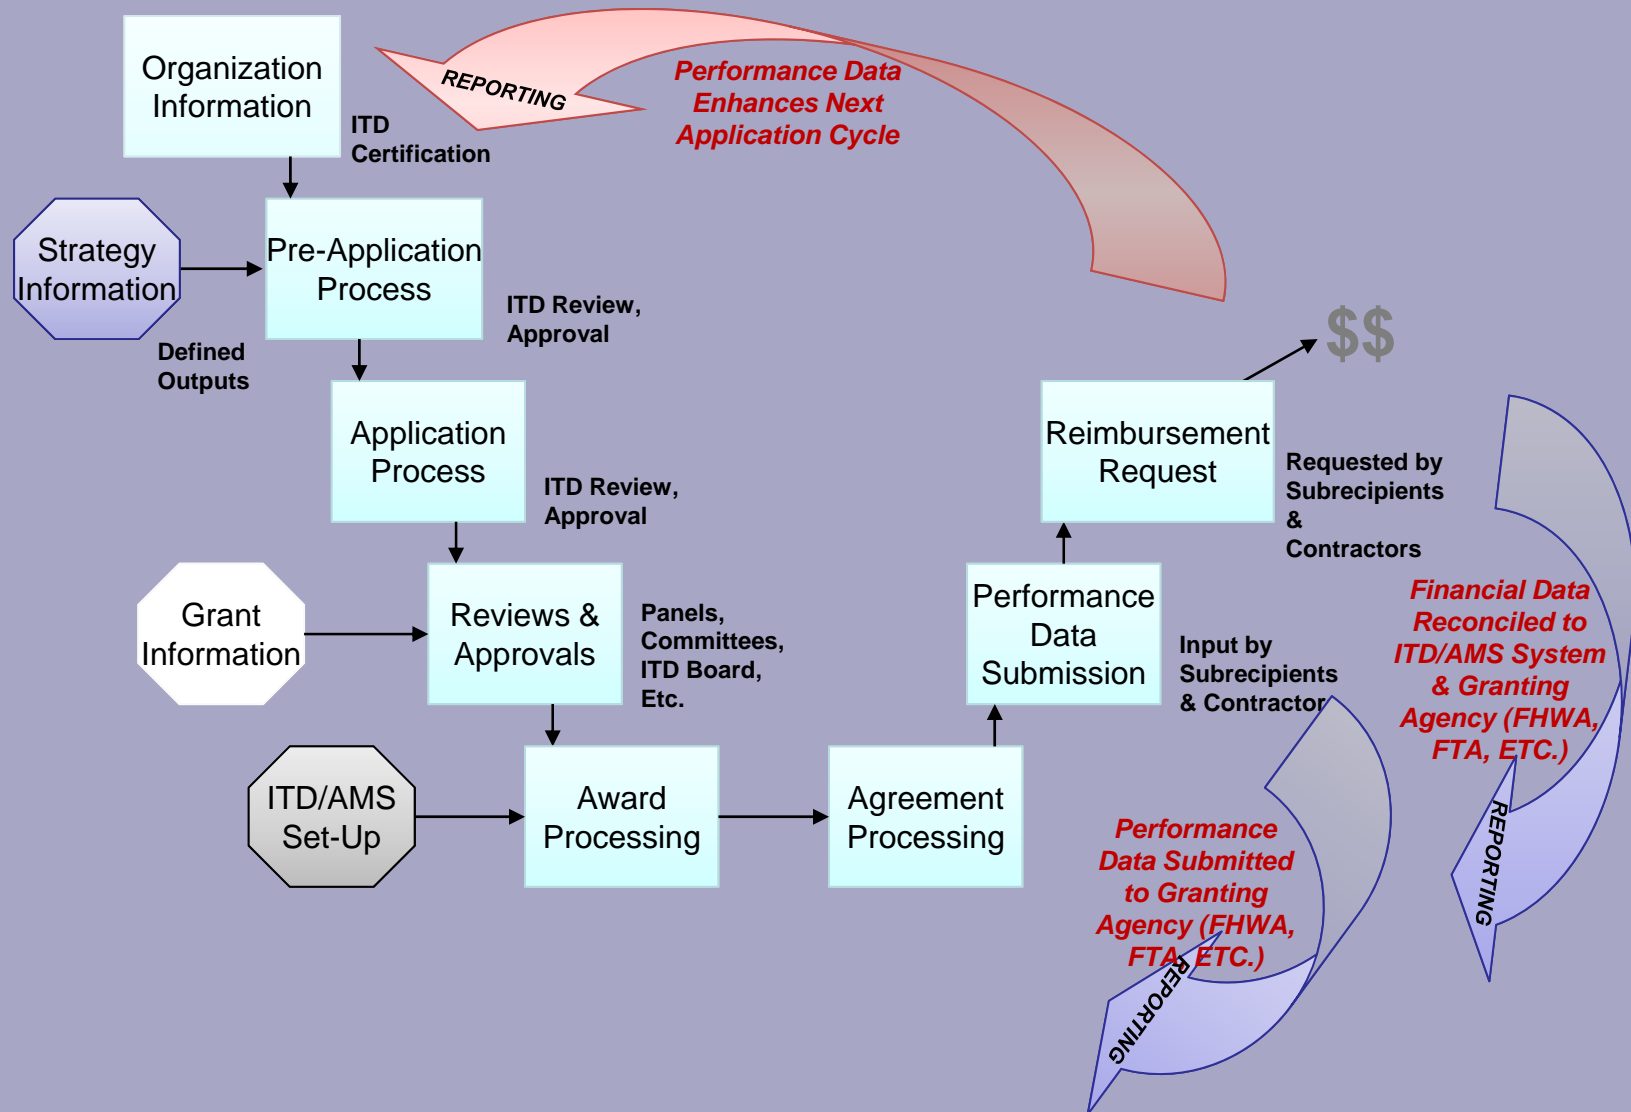 Organization
Information
ITD
Certification
REPORTING
Performance Data
Enhances Next
Application Cycle
Strategy
Information
Pre-Application
Process
ITD Review,
Approval
Defined
Outputs
$$
Application
Process
ITD Review,
Approval
Reimbursement
Request
Requested by
Subrecipients
&
Contractors
Grant
Information
Reviews &
Approvals
Panels,
Committees,
ITD Board,
Etc.
Performance
Data
Submission
Input by
Subrecipients
& Contractor
Financial Data
Reconciled to
ITD/AMS System
& Granting
Agency (FHWA,
FTA, ETC.)
REPORTING
ITD/AMS
Set-Up
Award
Processing
Agreement
Processing
Performance
Data Submitted
to Granting
Agency (FHWA,
FTA, ETC.)
REPORTING